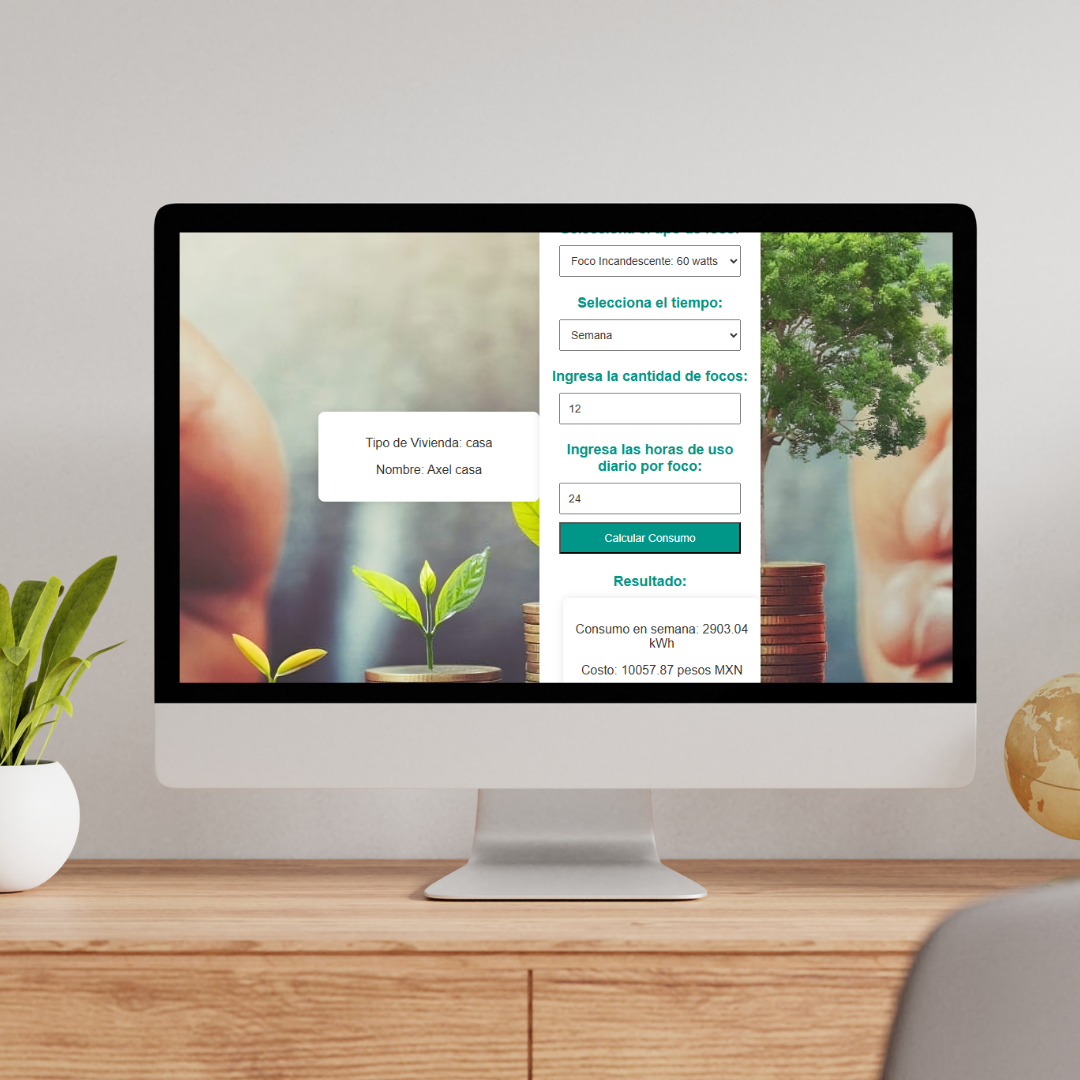 Foco Incandescente: 60 watts
Selecciona el tiempo:
Semana
Ingresa la cantidad de focos:
12
Ingresa las horas de uso
diario por foco:
24
Calcular Consumo
Resultado:
Consumo en semana: 2903.04
kWh
Costo: 10057.87 pesos MXN
Tipo de Vivienda: casa
Nombre: Axel casa